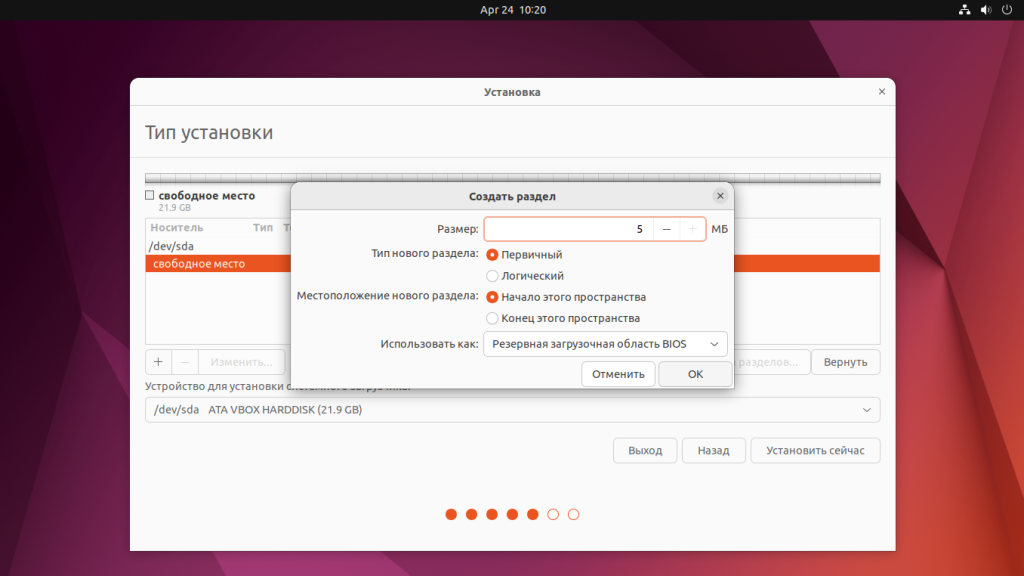 Apr 24 10:20
Установка
Тип установки
свободное место
21.9 GB
Носитель Тип
/dev/sda
свободное место
Создать раздел
Размер: 5 − + МБ
Тип нового раздела: Первичный
Логический
Местоположение нового раздела: Начало этого пространства
Конец этого пространства
Использовать как: Резервная загрузочная область BIOS
Отменить OK
+ − Изменить... разделов... Вернуть
Устройство для установки
/dev/sda ATA VBOX HARDDISK (21.9 GB)
Выход Назад Установить сейчас